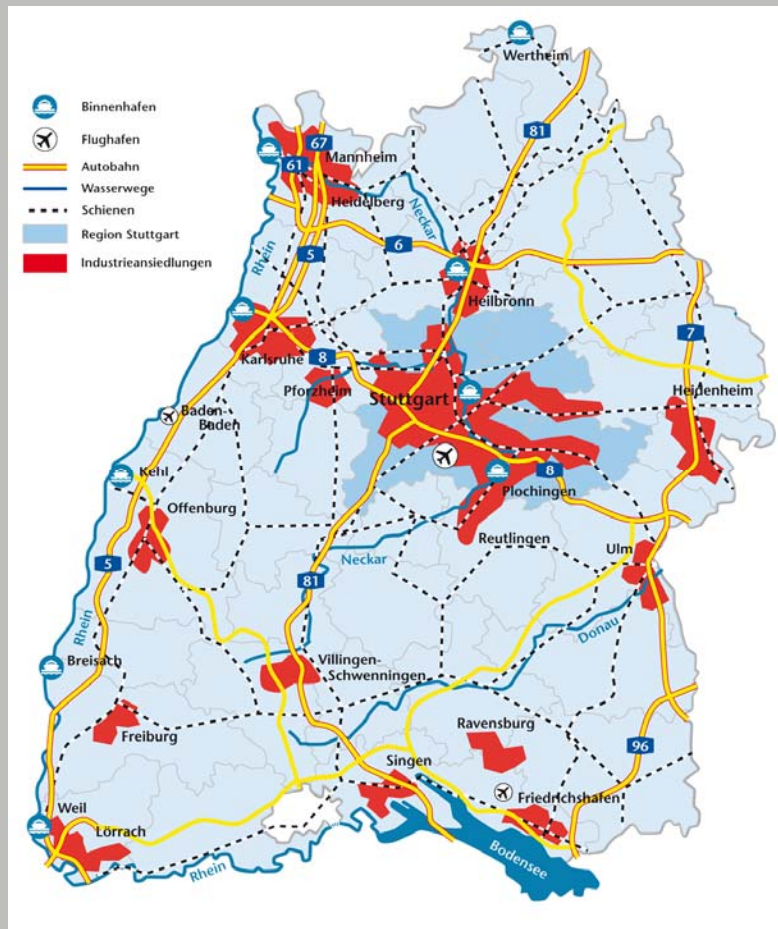 Binnenhafen
Flughafen
Autobahn
Wasserwege
Schienen
Region Stuttgart
Industrieansiedlungen
Wertheim
81
67
61
Mannheim
Heidelberg
Neckar
Rhein
6
5
Heilbronn
7
Karlsruhe
8
Pforzheim
Stuttgart
Heidenheim
Baden-
Baden
Kehl
8
Plochingen
Offenburg
Reutlingen
Ulm
5
Neckar
81
Rhein
Donau
Breisach
Villingen-
Schwenningen
Freiburg
Ravensburg
96
Singen
Weil
Friedrichshafen
Lörrach
Bodensee
Rhein